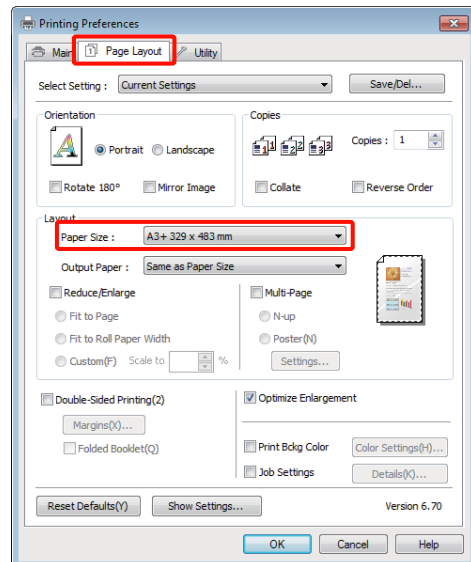 Printing Preferences
Main Page Layout Utility
Select Setting : Current Settings Save/Del...
Orientation
Portrait Landscape
Rotate 180° Mirror Image
Copies
Copies : 1
Collate Reverse Order
Layout
Paper Size : A3+ 329 x 483 mm
Output Paper : Same as Paper Size
Reduce/Enlarge
Fit to Page
Fit to Roll Paper Width
Custom(F) Scale to %
Multi-Page
N-up
Poster(N)
Settings...
Double-Sided Printing(2)
Margins(X)...
Folded Booklet(Q)
Optimize Enlargement
Print Bckg Color Color Settings(H)...
Job Settings Details(K)...
Reset Defaults(Y) Show Settings... Version 6.70
OK Cancel Help